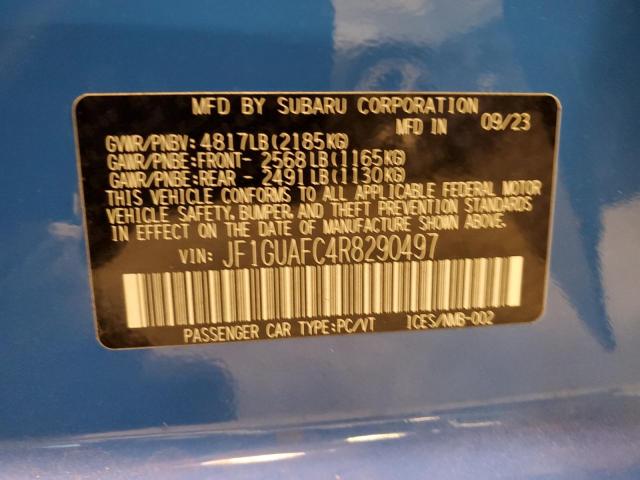 MFD BY SUBARU CORPORATION
MFD IN 09/23
GVWR/PNBV: 4817LB(2185KG)
GAWR/PNBE:FRONT- 2568LB(1165KG)
GAWR/PNBE:REAR - 2491LB(1130KG)
THIS VEHICLE CONFORMS TO ALL APPLICABLE FEDERAL MOTOR
VEHICLE SAFETY, BUMPER, AND THEFT PREVENTION STANDARDS
IN EFFECT ON THE DATE OF MANUFACTURE SHOWN ABOVE.
VIN: JF1GUAFC4R8290497
PASSENGER CAR TYPE:PC/VT 1CES/NMB-002